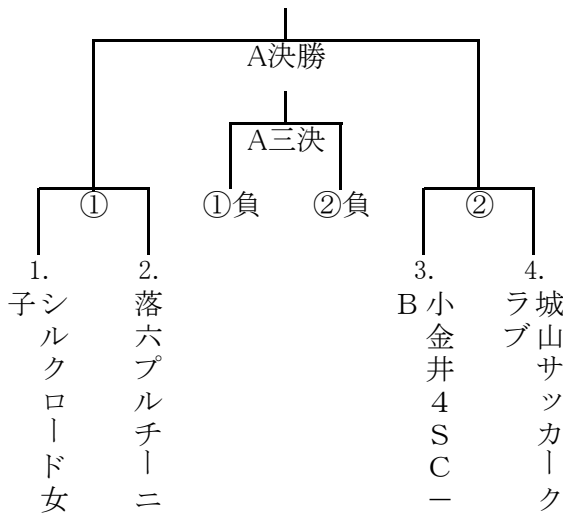 A決勝
A三決
①
①負
②負
②
1.
シルクロード女
子
2.
落六プルチーニ
3.
小金井４ＳＣ－
Ｂ
4.
城山サッカーク
ラブ